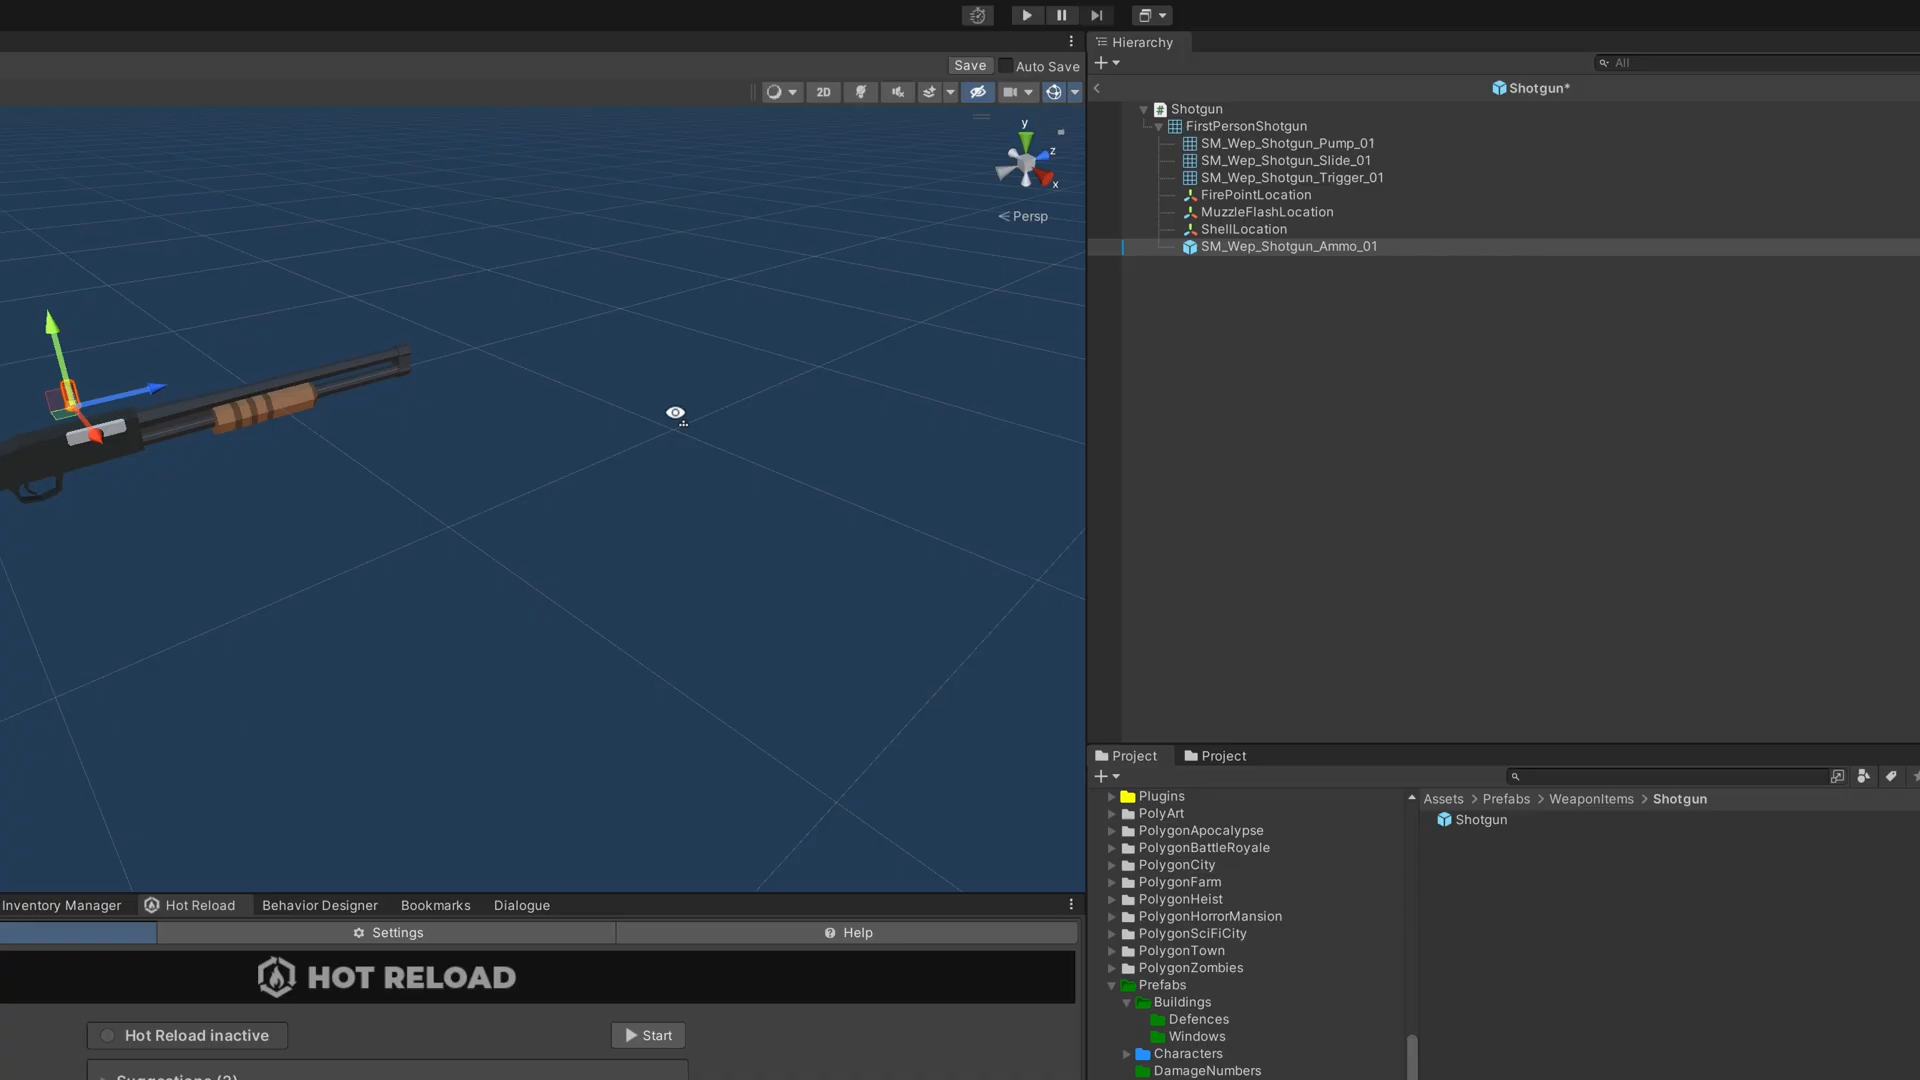 Save
Auto Save
2D
y
z
x
Persp
Hierarchy
All
Shotgun*
Shotgun
FirstPersonShotgun
SM_Wep_Shotgun_Pump_01
SM_Wep_Shotgun_Slide_01
SM_Wep_Shotgun_Trigger_01
FirePointLocation
MuzzleFlashLocation
ShellLocation
SM_Wep_Shotgun_Ammo_01
Project
Project
Plugins
PolyArt
PolygonApocalypse
PolygonBattleRoyale
PolygonCity
PolygonFarm
PolygonHeist
PolygonHorrorMansion
PolygonSciFiCity
PolygonTown
PolygonZombies
Prefabs
Buildings
Defences
Windows
Characters
DamageNumbers
Assets > Prefabs > WeaponItems > Shotgun
Shotgun
Inventory Manager
Hot Reload
Behavior Designer
Bookmarks
Dialogue
Settings
Help
HOT RELOAD
Hot Reload inactive
Start
Suggestions (2)